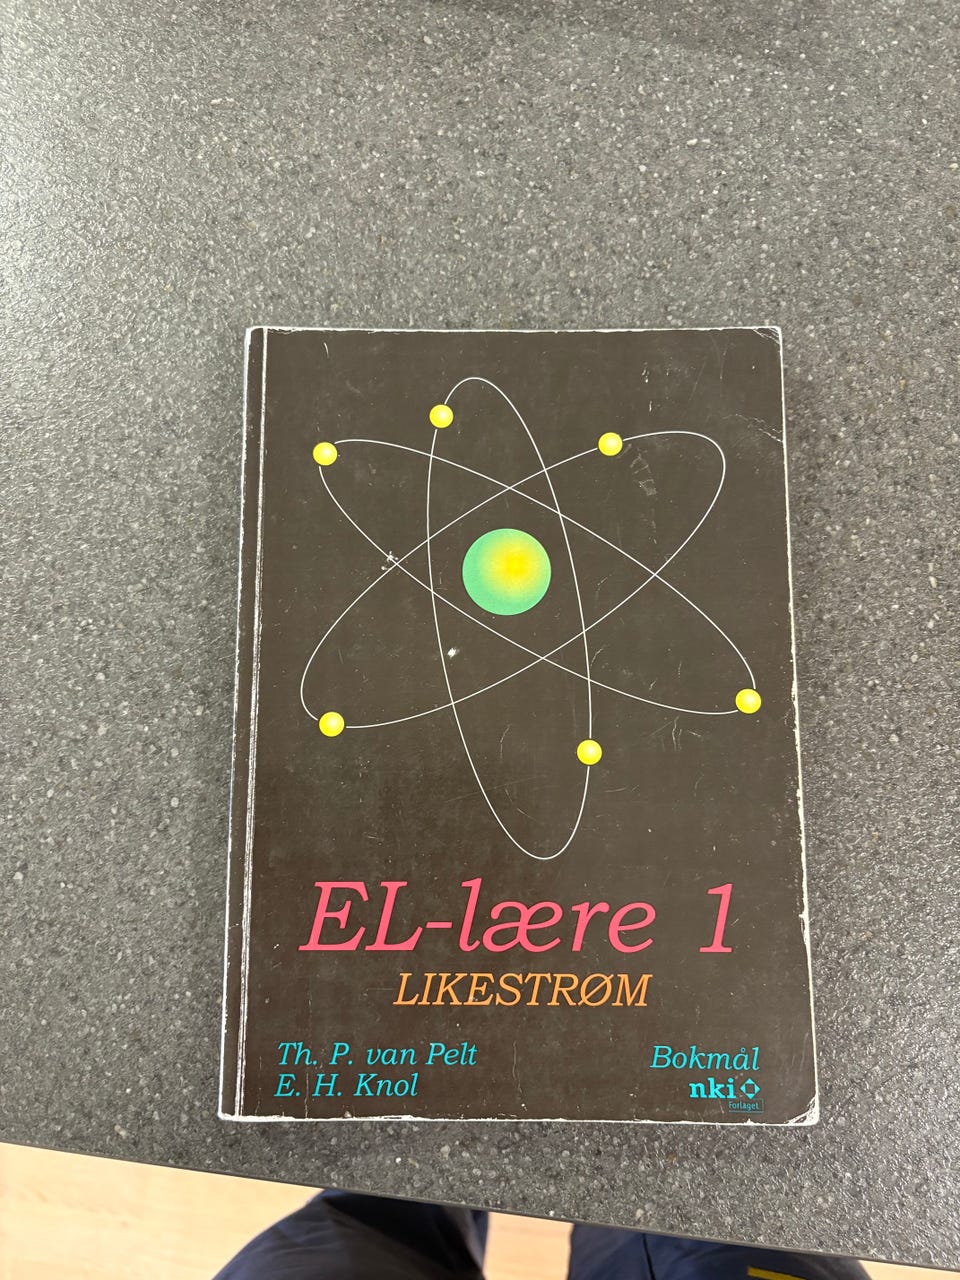 EL-lære 1
LIKESTRØM
Th. P. van Pelt
E. H. Knol
Bokmål
nki
Forlaget